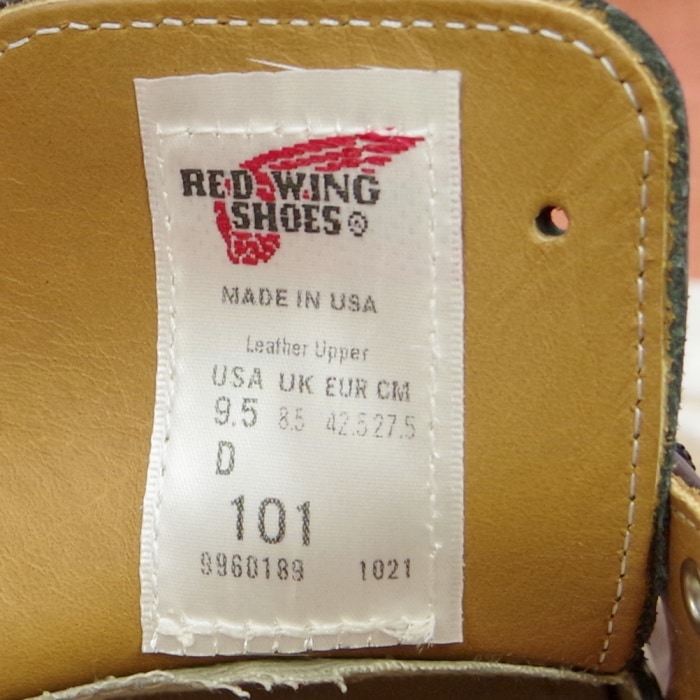 RED WING
SHOES®
MADE IN USA
Leather Upper
USA UK EUR CM
9.5 8.5 42.5 27.5
D
101
9960189 1021